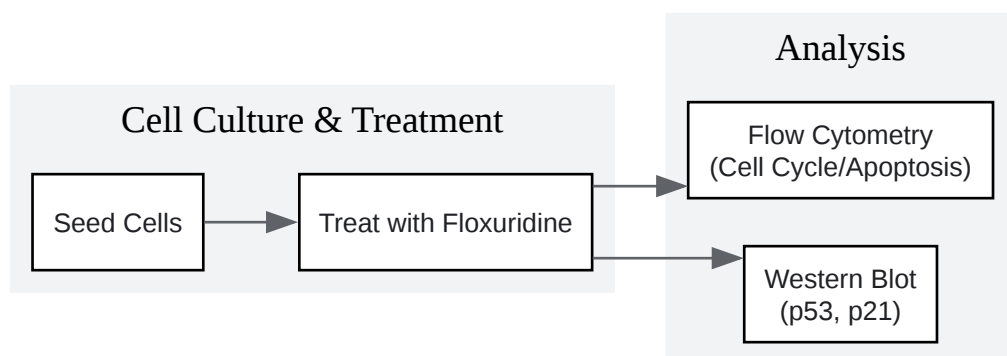 Cell Culture & Treatment
Seed Cells
Treat with Floxuridine
Analysis
Flow Cytometry
(Cell Cycle/Apoptosis)
Western Blot
(p53, p21)